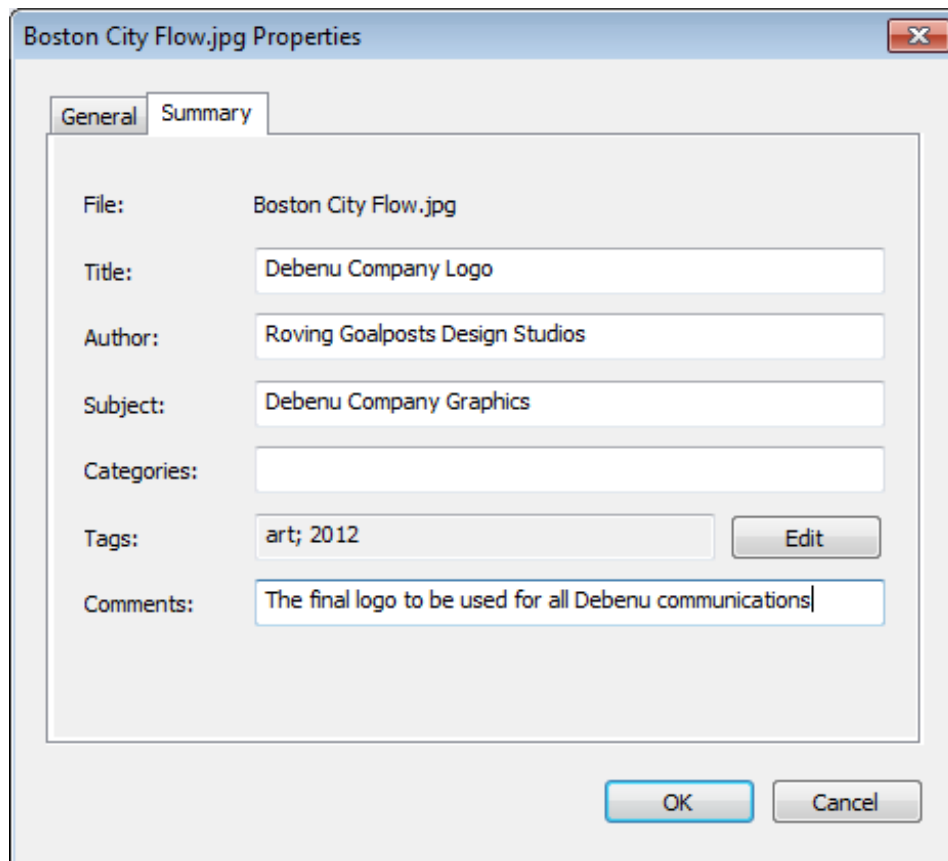 Boston City Flow.jpg Properties
General Summary
File: Boston City Flow.jpg
Title: Debenu Company Logo
Author: Roving Goalposts Design Studios
Subject: Debenu Company Graphics
Categories:
Tags: art; 2012 Edit
Comments: The final logo to be used for all Debenu communications
OK Cancel